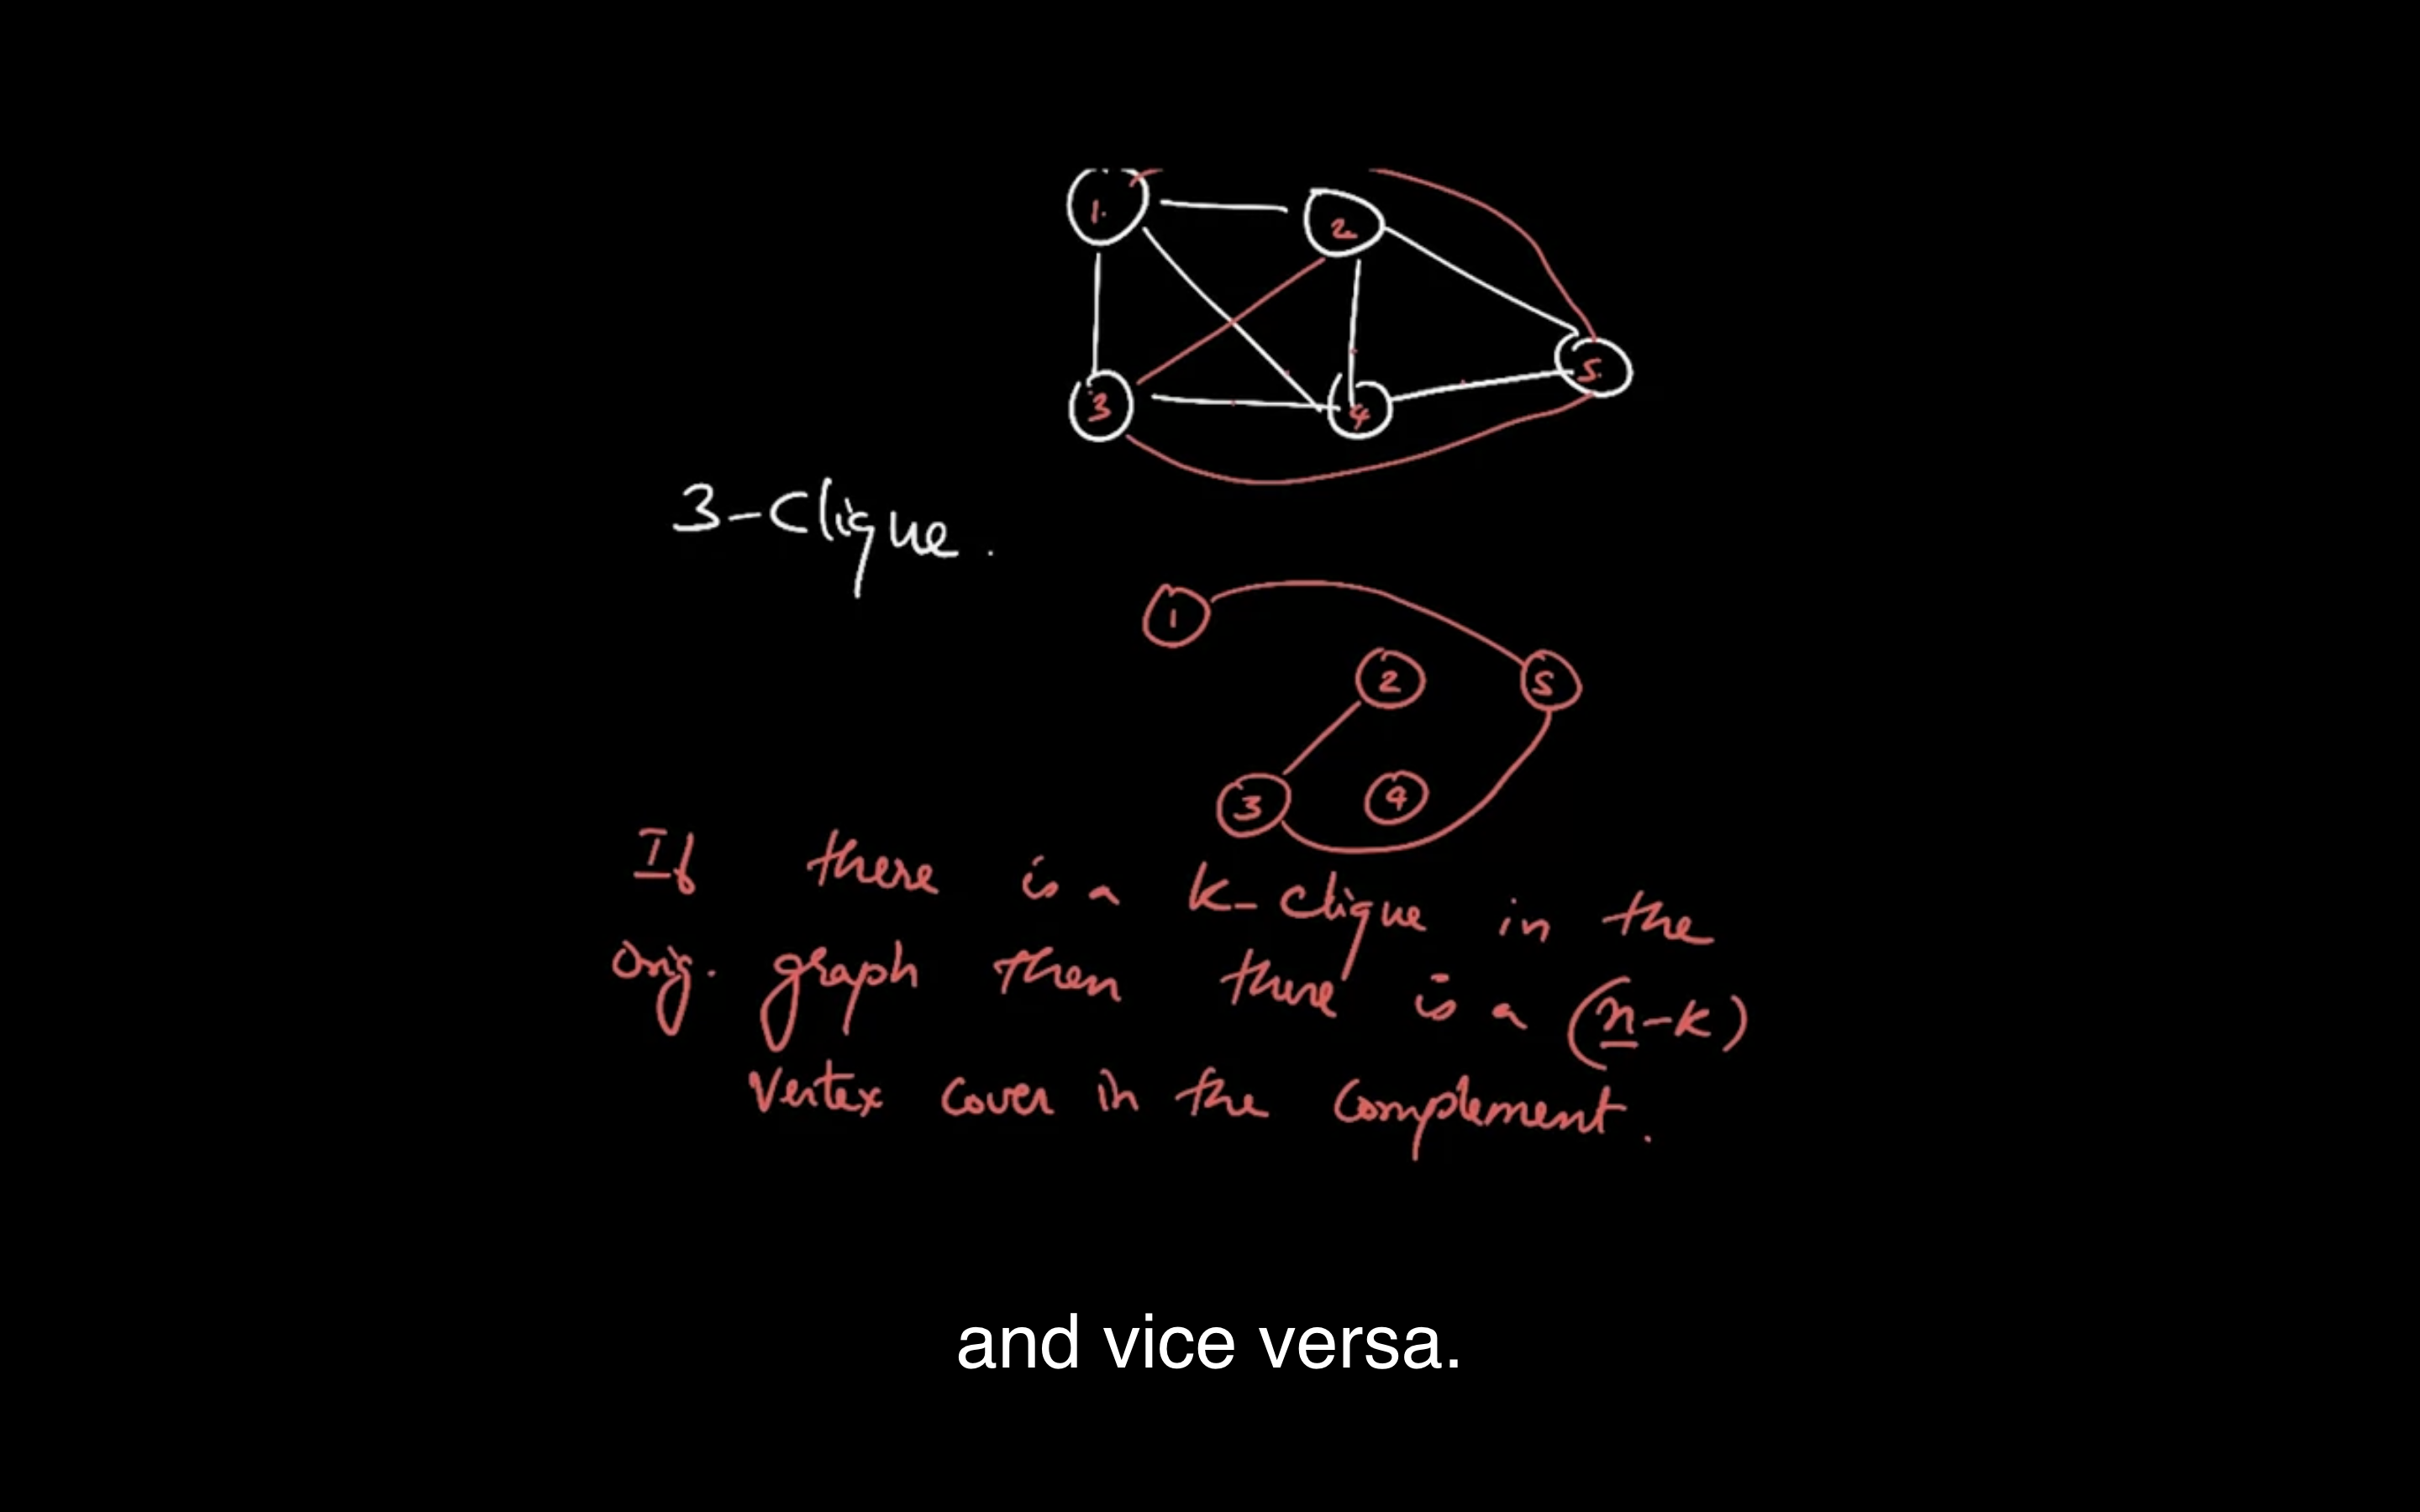 1. 2
5.
3 4
3-Clique.
1
2 5
3 4
If there is a k-clique in the
Orig. graph then there is a (n-k)
Vertex Cover in the Complement.
and vice versa.